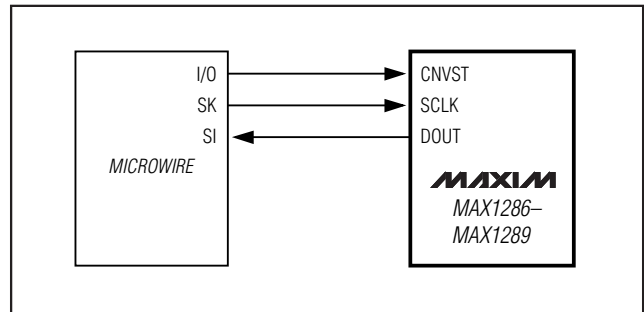 I/O
SK
SI
MICROWIRE
CNVST
SCLK
DOUT
MAXIM
MAX1286–
MAX1289